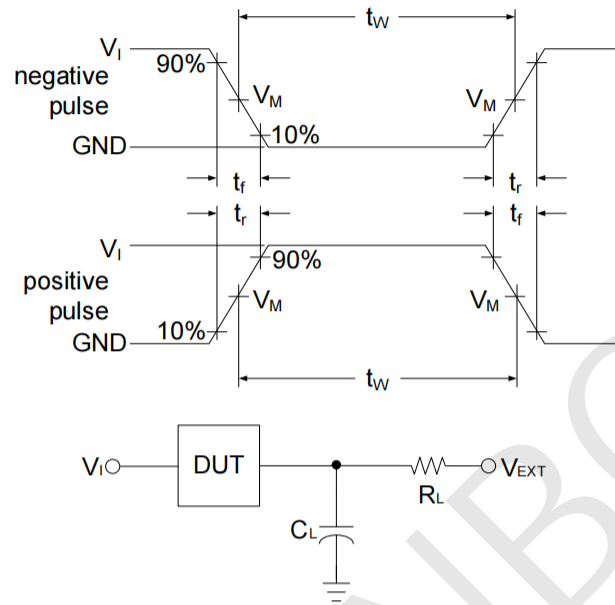 tW
VI
90%
negative
pulse
VM
VM
10%
GND
tf
tr
tr
tf
VI
90%
positive
pulse
VM
VM
10%
GND
tW
VI
DUT
VEXT
RL
CL